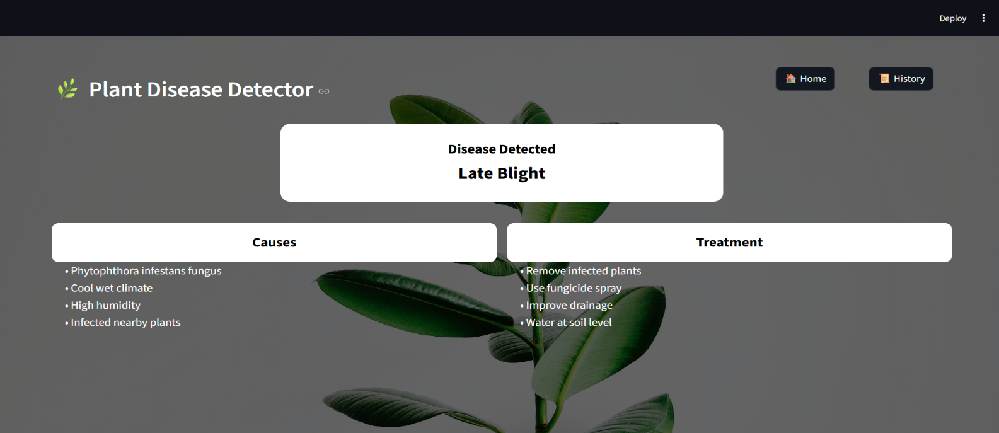 Deploy
Plant Disease Detector
Home
History
Disease Detected
Late Blight
Causes
• Phytophthora infestans fungus
• Cool wet climate
• High humidity
• Infected nearby plants
Treatment
• Remove infected plants
• Use fungicide spray
• Improve drainage
• Water at soil level